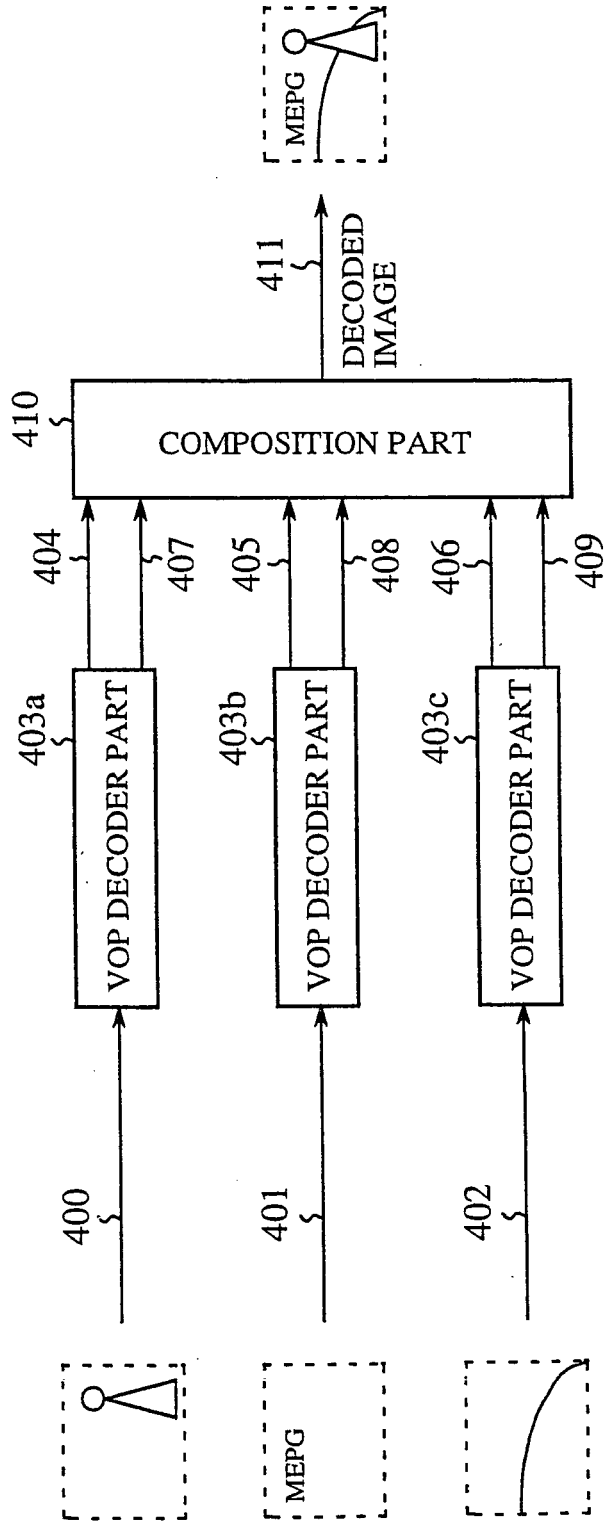 MEPG
400
401
402
403a
VOP DECODER PART
403b
VOP DECODER PART
403c
VOP DECODER PART
404
407
405
408
406
409
410
COMPOSITION PART
411
DECODED
IMAGE
MEPG